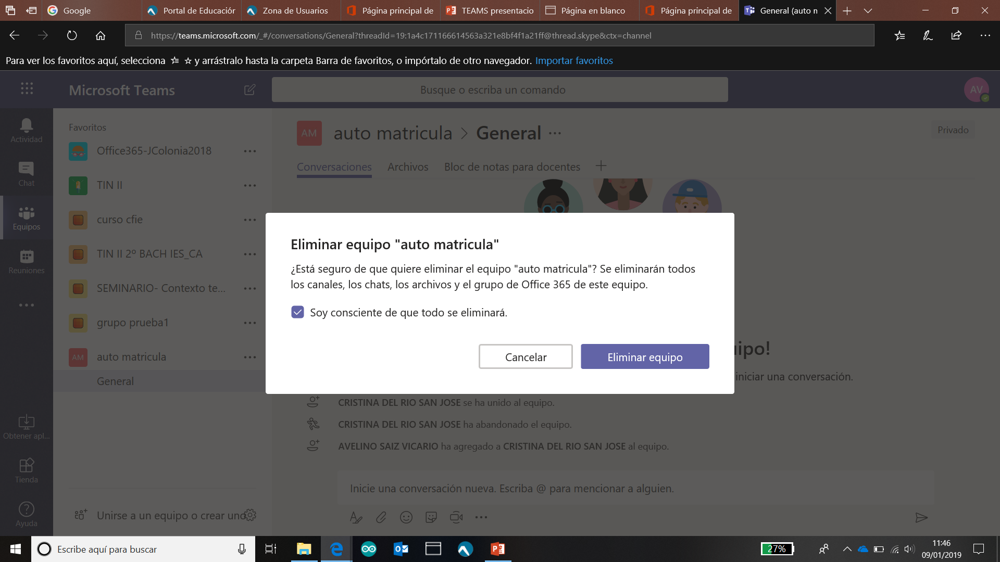 Google
Portal de Educaciór
Zona de Usuarios
Página principal de
TEAMS presentacio
Página en blanco
Página principal de
General (auto n
https://teams.microsoft.com/_#/conversations/General?threadId=19:1a4c171166614563a321e8bf4f1a21ff@thread.skype&ctx=channel
Para ver los favoritos aquí, selecciona y arrástralo hasta la carpeta Barra de favoritos, o impórtalo de otro navegador. Importar favoritos
Microsoft Teams
Busque o escriba un comando
AV
Actividad
Chat
Equipos
Reuniones
Obtener apl...
Tienda
Ayuda
Favoritos
Office365-JColonia2018
TIN II
curso cfie
TIN II 2º BACH IES_CA
SEMINARIO- Contexto te...
grupo prueba1
AM auto matricula
General
Unirse a un equipo o crear uno
AM auto matricula > General ...
Privado
Conversaciones Archivos Bloc de notas para docentes
Eliminar equipo "auto matricula"
¿Está seguro de que quiere eliminar el equipo "auto matricula"? Se eliminarán todos
los canales, los chats, los archivos y el grupo de Office 365 de este equipo.
Soy consciente de que todo se eliminará.
Cancelar
Eliminar equipo
ipo!
iniciar una conversación.
CRISTINA DEL RIO SAN JOSE se ha unido al equipo.
CRISTINA DEL RIO SAN JOSE ha abandonado el equipo.
AVELINO SAIZ VICARIO ha agregado a CRISTINA DEL RIO SAN JOSE al equipo.
Inicie una conversación nueva. Escriba @ para mencionar a alguien.
Escribe aquí para buscar
27%
11:46
09/01/2019